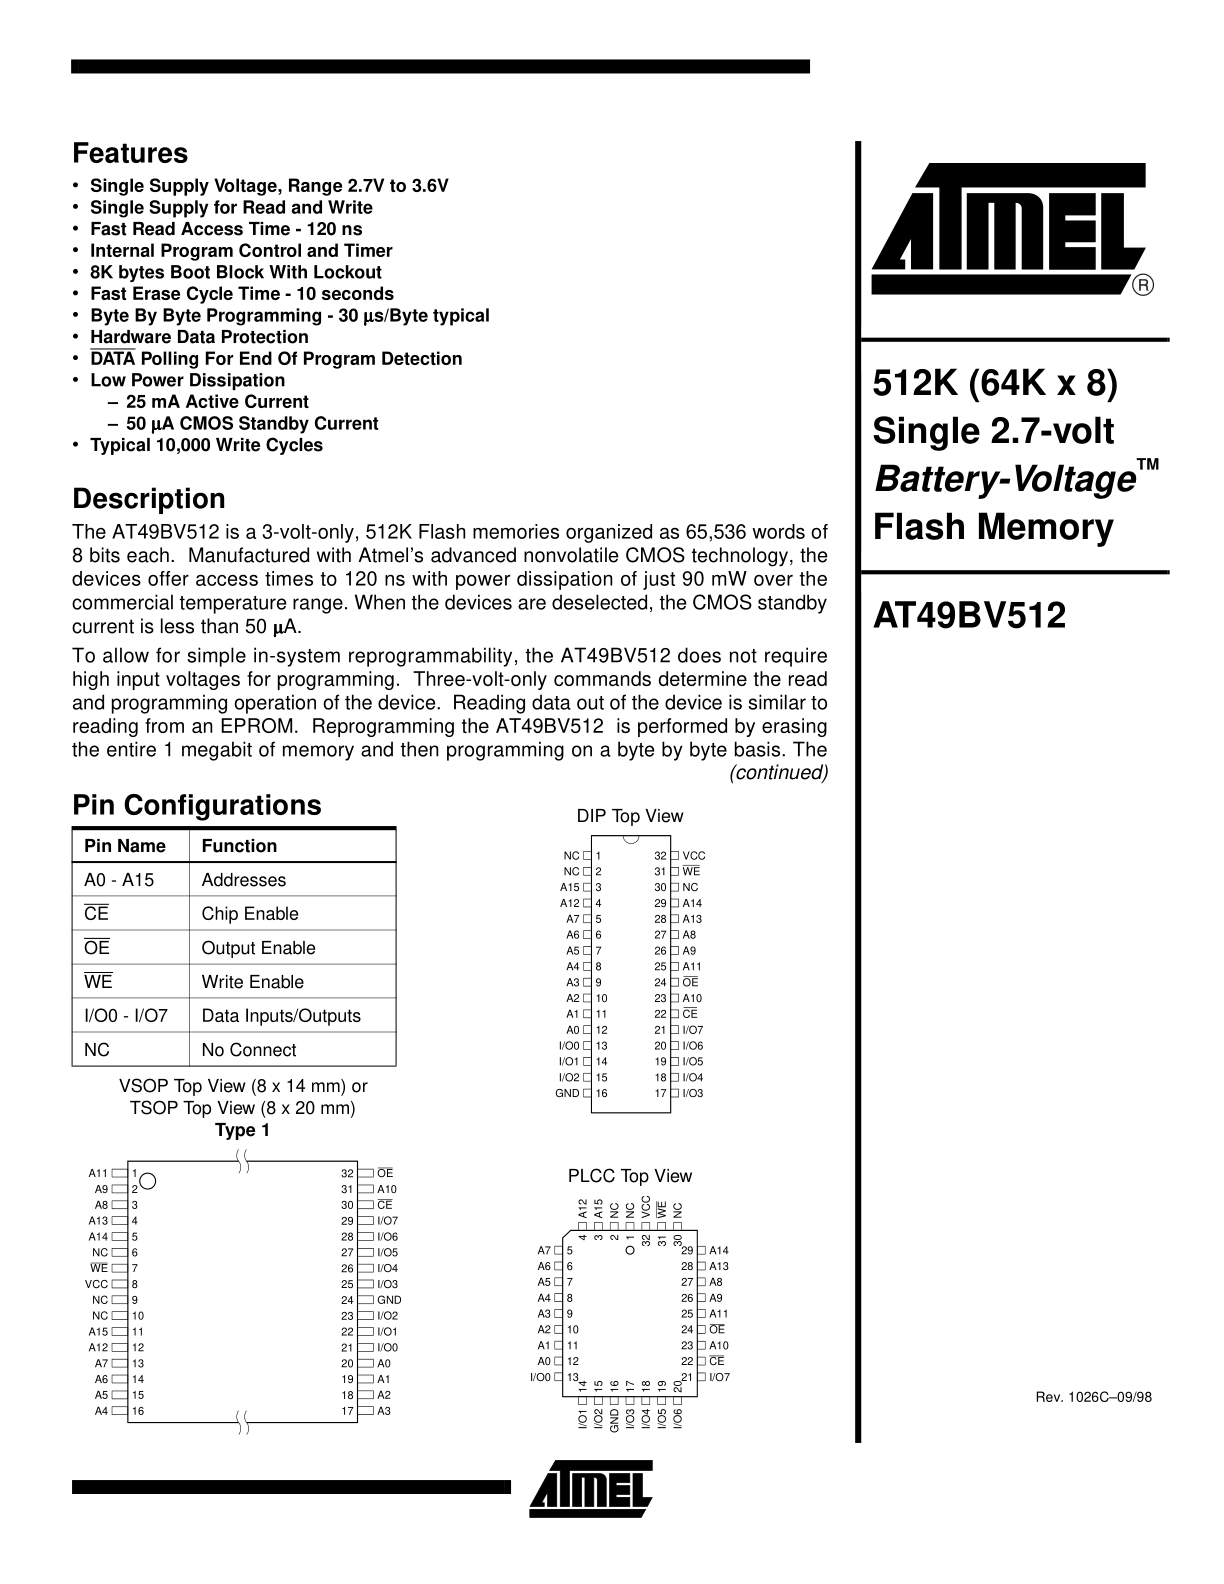 Features
• Single Supply Voltage, Range 2.7V to 3.6V
• Single Supply for Read and Write
• Fast Read Access Time - 120 ns
• Internal Program Control and Timer
• 8K bytes Boot Block With Lockout
• Fast Erase Cycle Time - 10 seconds
• Byte By Byte Programming - 30 µs/Byte typical
• Hardware Data Protection
• DATA Polling For End Of Program Detection
• Low Power Dissipation
– 25 mA Active Current
– 50 µA CMOS Standby Current
• Typical 10,000 Write Cycles
Description
The AT49BV512 is a 3-volt-only, 512K Flash memories organized as 65,536 words of
8 bits each. Manufactured with Atmel's advanced nonvolatile CMOS technology, the
devices offer access times to 120 ns with power dissipation of just 90 mW over the
commercial temperature range. When the devices are deselected, the CMOS standby
current is less than 50 µA.
To allow for simple in-system reprogrammability, the AT49BV512 does not require
high input voltages for programming. Three-volt-only commands determine the read
and programming operation of the device. Reading data out of the device is similar to
reading from an EPROM. Reprogramming the AT49BV512 is performed by erasing
the entire 1 megabit of memory and then programming on a byte by byte basis. The
(continued)
Pin Configurations
Pin Name Function
A0 - A15 Addresses
CE Chip Enable
OE Output Enable
WE Write Enable
I/O0 - I/O7 Data Inputs/Outputs
NC No Connect
DIP Top View
NC 1 32 VCC
NC 2 31 WE
A15 3 30 NC
A12 4 29 A14
A7 5 28 A13
A6 6 27 A8
A5 7 26 A9
A4 8 25 A11
A3 9 24 OE
A2 10 23 A10
A1 11 22 CE
A0 12 21 I/O7
I/O0 13 20 I/O6
I/O1 14 19 I/O5
I/O2 15 18 I/O4
GND 16 17 I/O3
VSOP Top View (8 x 14 mm) or
TSOP Top View (8 x 20 mm)
Type 1
A11 1 32 OE
A9 2 31 A10
A8 3 30 CE
A13 4 29 I/O7
A14 5 28 I/O6
NC 6 27 I/O5
WE 7 26 I/O4
VCC 8 25 I/O3
NC 9 24 GND
NC 10 23 I/O2
A15 11 22 I/O1
A12 12 21 I/O0
A7 13 20 A0
A6 14 19 A1
A5 15 18 A2
A4 16 17 A3
PLCC Top View
A12 A15 NC NC VCC WE NC
4 3 2 1 32 31 30
A7 5 29 A14
A6 6 28 A13
A5 7 27 A8
A4 8 26 A9
A3 9 25 A11
A2 10 24 OE
A1 11 23 A10
A0 12 22 CE
I/O0 13 21 I/O7
14 15 16 17 18 19 20
I/O1 I/O2 GND I/O3 I/O4 I/O5 I/O6
ATMEL
ATMEL ®
512K (64K x 8)
Single 2.7-volt
Battery-Voltage™
Flash Memory
AT49BV512
Rev. 1026C–09/98